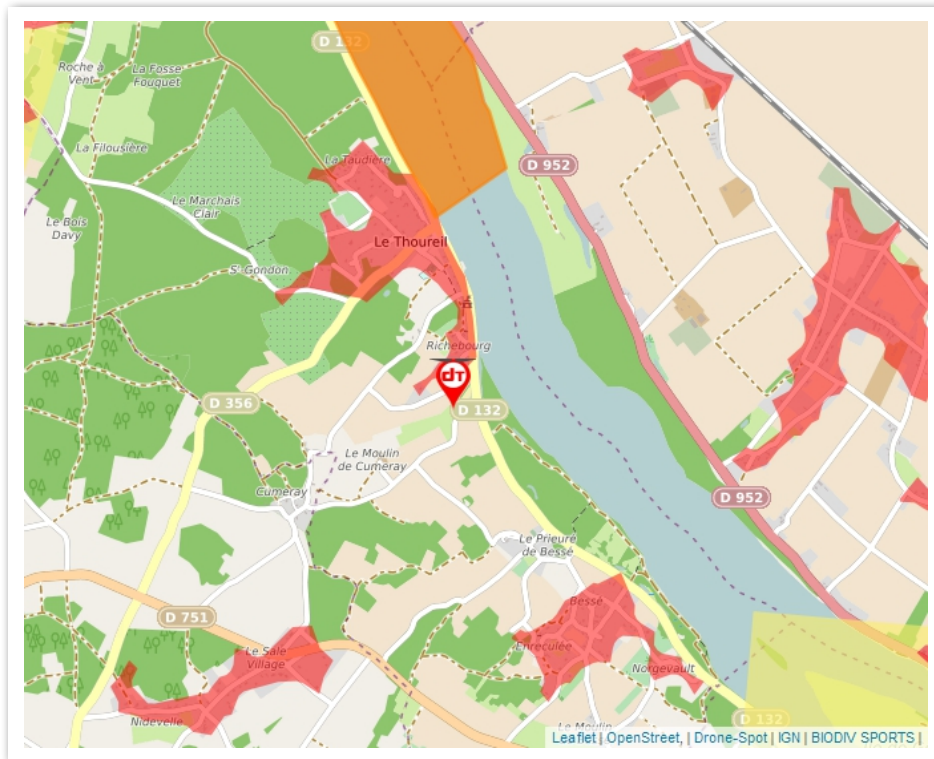 D 132
Roche à
Vent
La Fosse
Fouquet
La Filousière
La Taudière
D 952
Le Marchais
Clair
Le Bois
Davy
Le Thoureil
St Gondon
Richebourg
dT
D 356
D 132
Le Moulin
de Cumeray
Cumeray
D 952
Le Prieuré
de Bessé
D 751
Bessé
Le Sale
Village
Enreculée
Norgevault
Nidevelle
Le Moulin
D 132
Leaflet | OpenStreet, | Drone-Spot | IGN | BIODIV SPORTS |